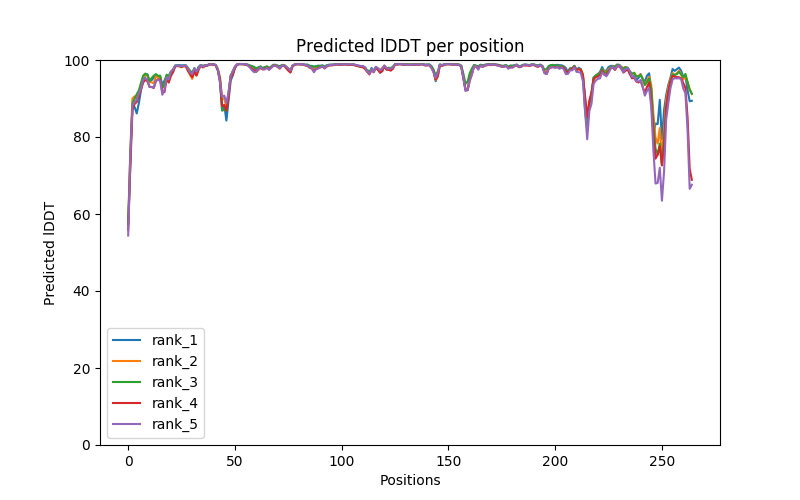 Predicted lDDT per position
100
80
60
40
20
0
Predicted lDDT
rank_1
rank_2
rank_3
rank_4
rank_5
0 50 100 150 200 250
Positions